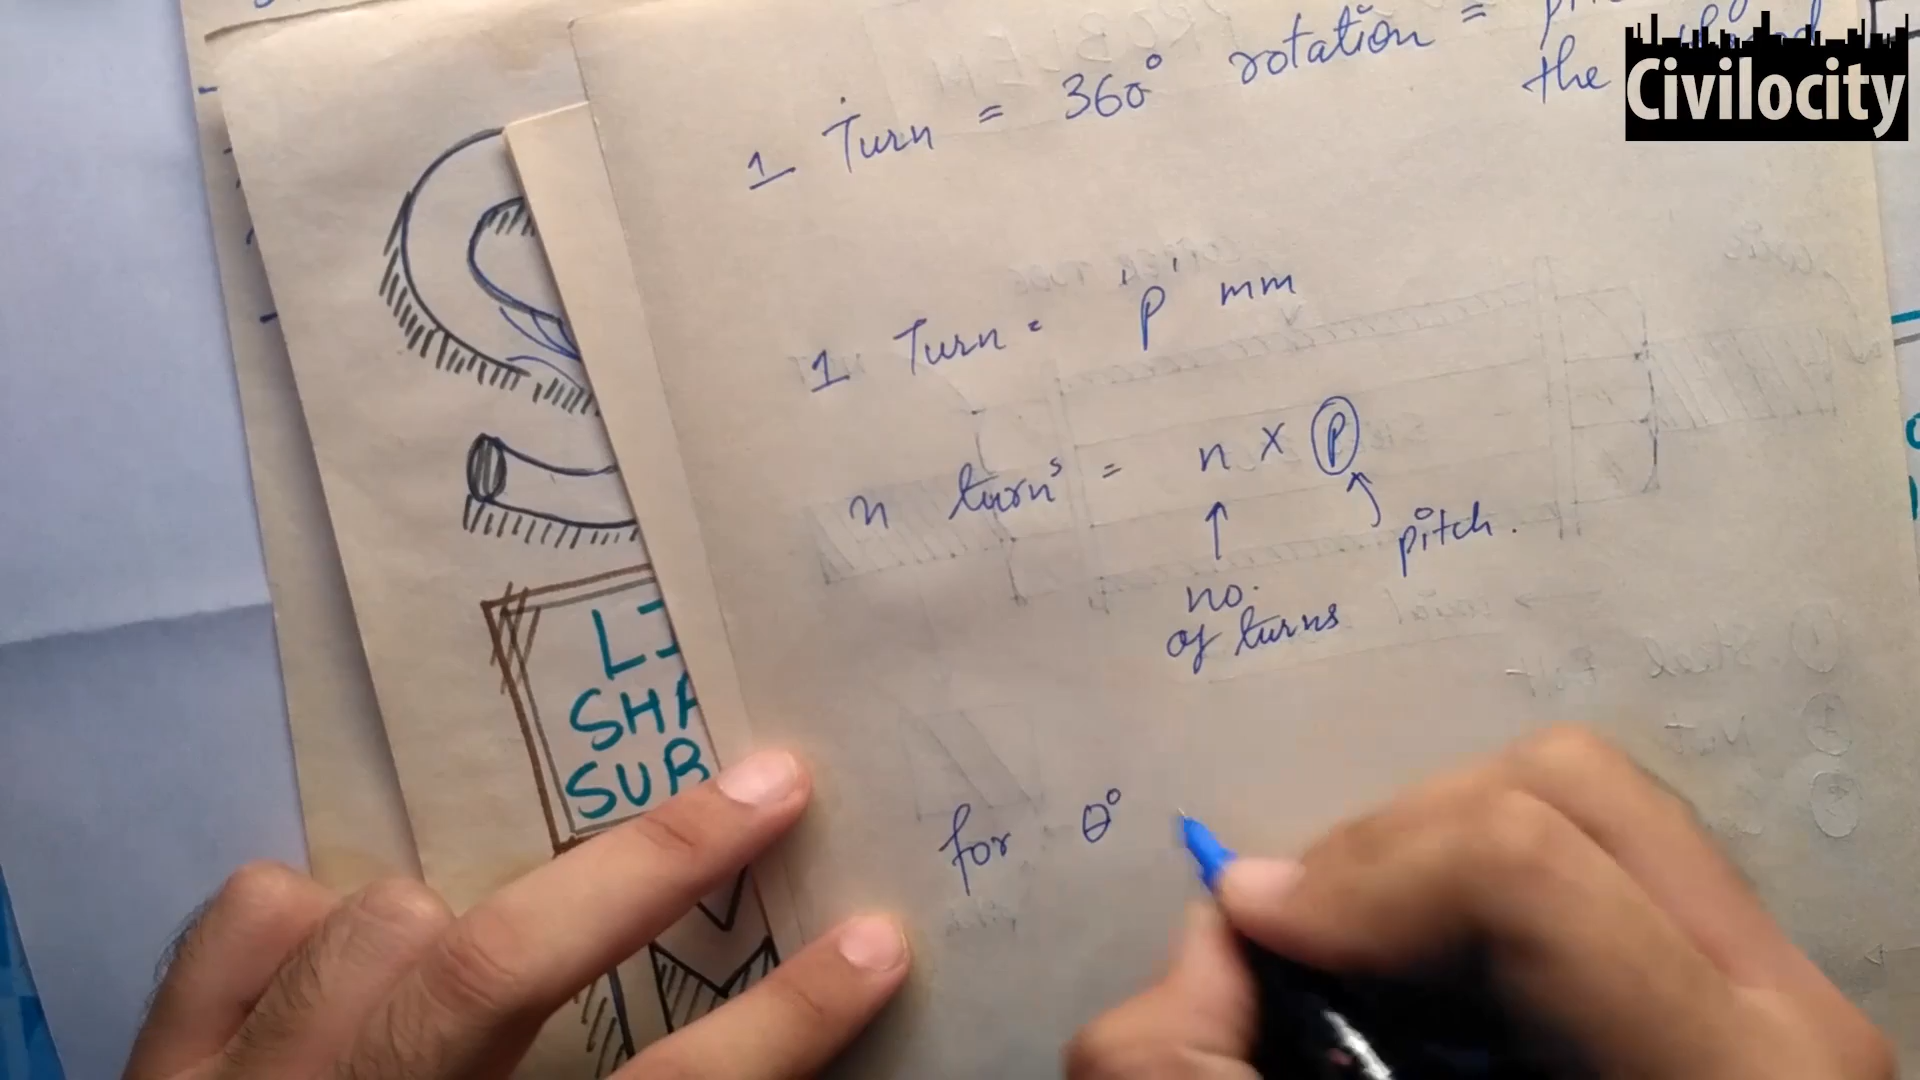 1 Turn = 360° rotation =
the
Civilocity
1 Turn = 'p' mm
n turns = n × p
pitch.
no.
of turns
for θ°
LI
SHA
SUB